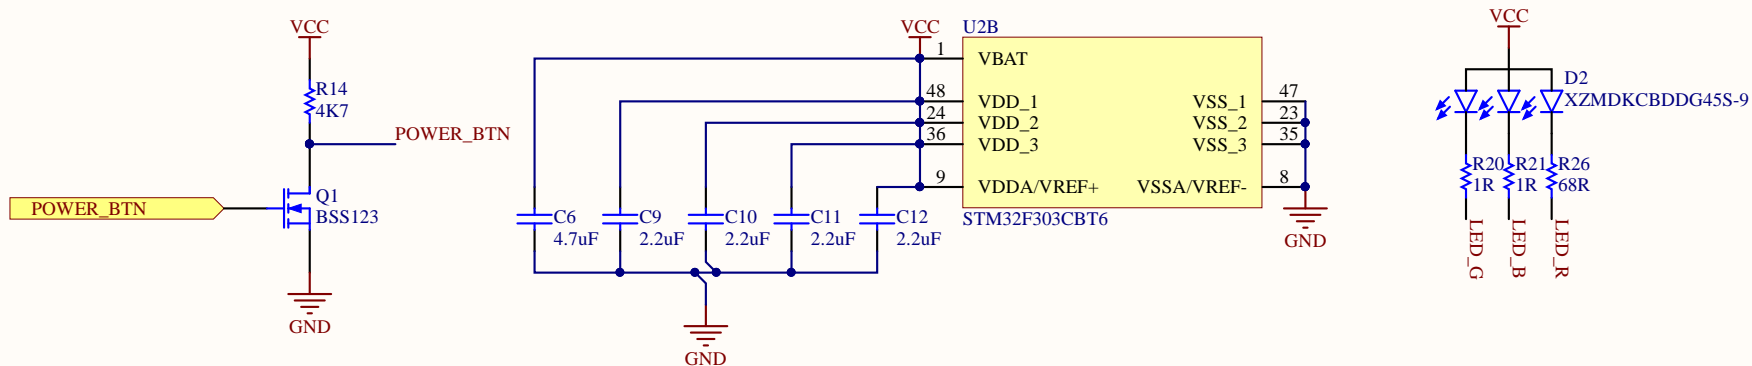 VCC
R14
4K7
POWER_BTN
POWER_BTN
Q1
BSS123
GND
VCC
U2B
1
VBAT
48
VDD_1
24
VDD_2
36
VDD_3
9
VDDA/VREF+
VSS_1
47
VSS_2
23
VSS_3
35
VSSA/VREF-
8
STM32F303CBT6
GND
C6
4.7uF
C9
2.2uF
C10
2.2uF
C11
2.2uF
C12
2.2uF
GND
VCC
D2
XZMDKCBDDG45S-9
R20
1R
R21
1R
R26
68R
LED_G
LED_B
LED_R